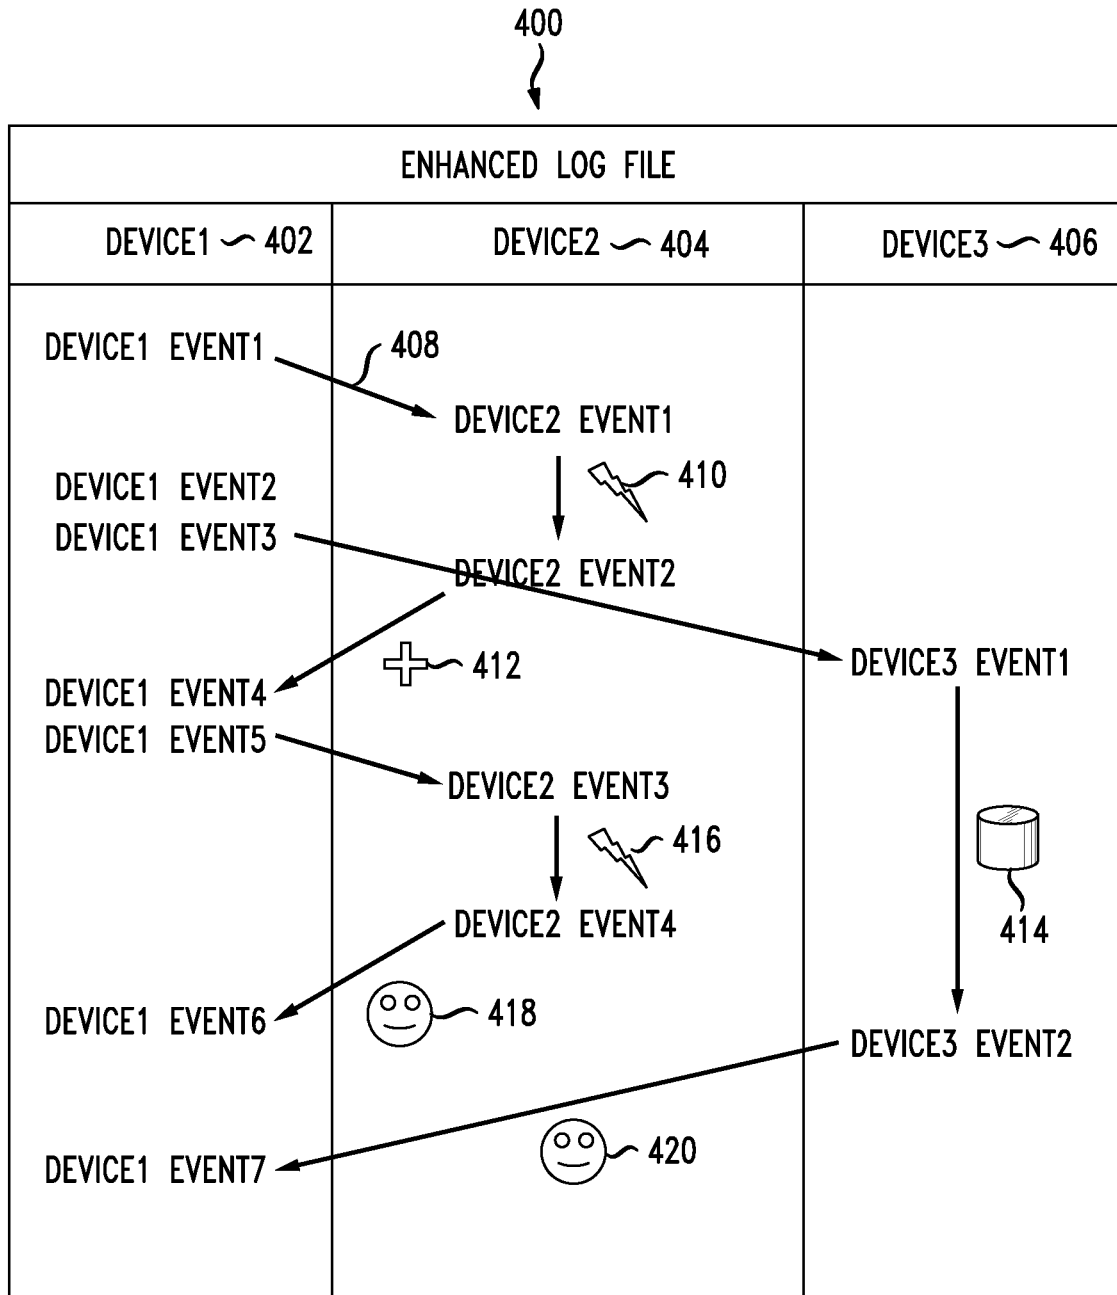 400
ENHANCED LOG FILE
DEVICE1 402
DEVICE2 404
DEVICE3 406
DEVICE1 EVENT1
408
DEVICE2 EVENT1
DEVICE1 EVENT2
410
DEVICE1 EVENT3
DEVICE2 EVENT2
DEVICE3 EVENT1
412
DEVICE1 EVENT4
DEVICE1 EVENT5
DEVICE2 EVENT3
416
DEVICE2 EVENT4
414
DEVICE1 EVENT6
418
DEVICE3 EVENT2
420
DEVICE1 EVENT7